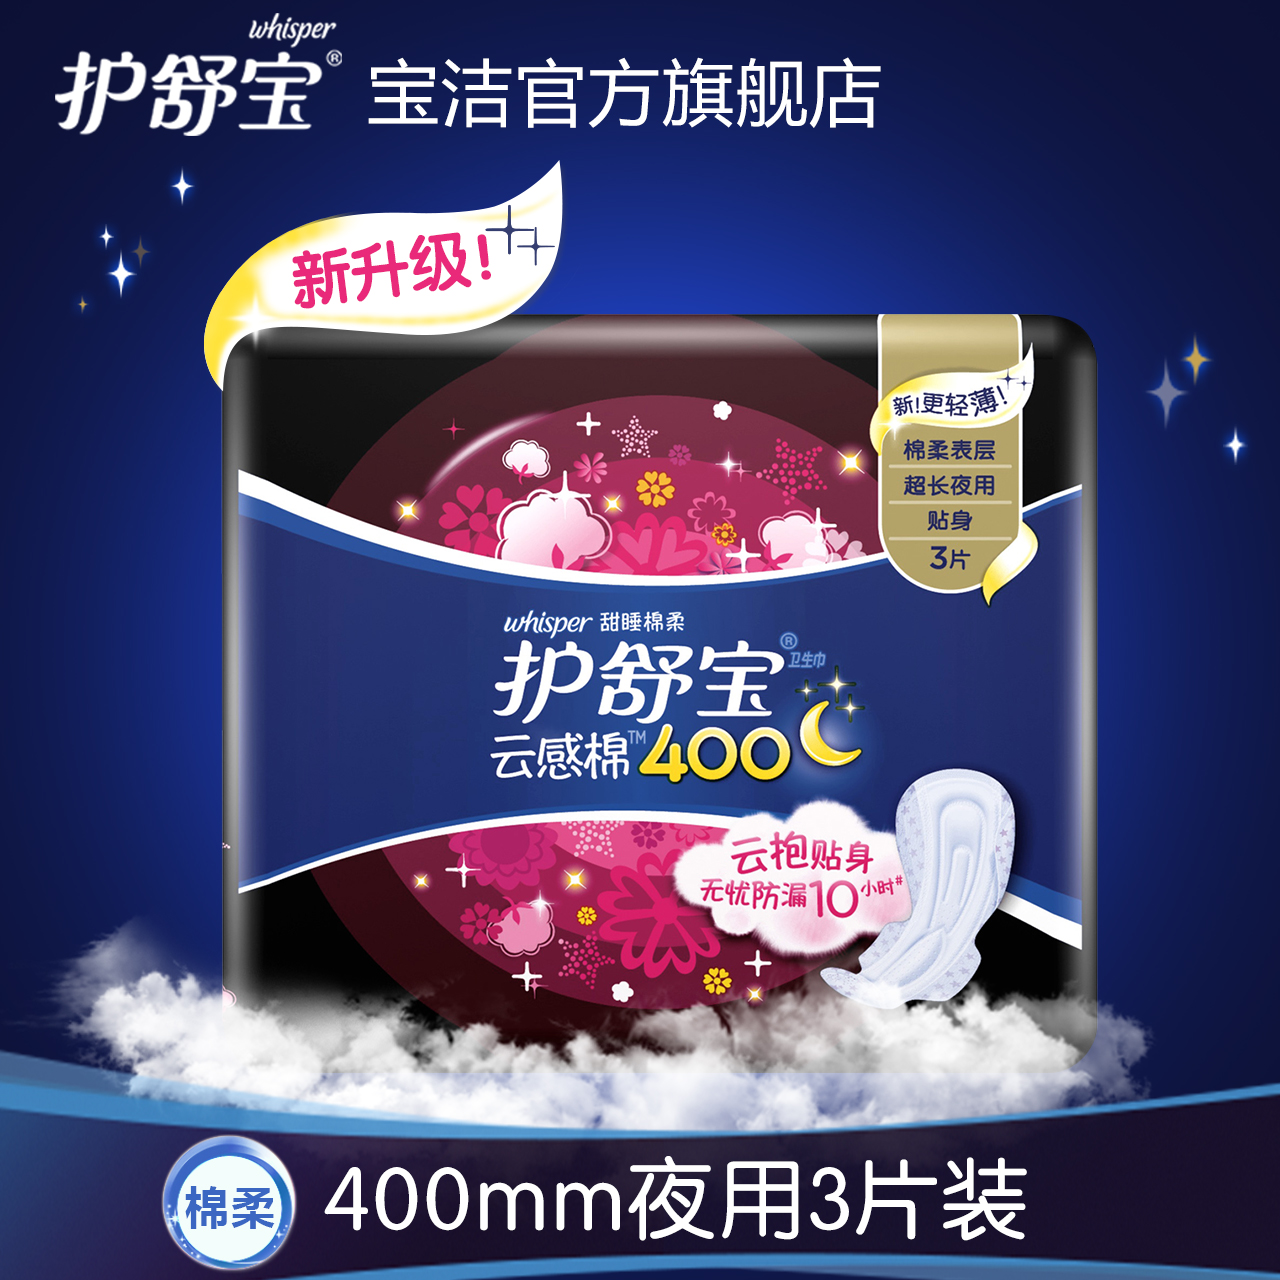 whisper
护舒宝® 宝洁官方旗舰店
新升级!
新!更轻薄!
棉柔表层
超长夜用
贴身
3片
whisper 甜睡棉柔
护舒宝®卫生巾
云感棉™400
云抱贴身
无忧防漏10小时#
棉柔 400mm夜用3片装